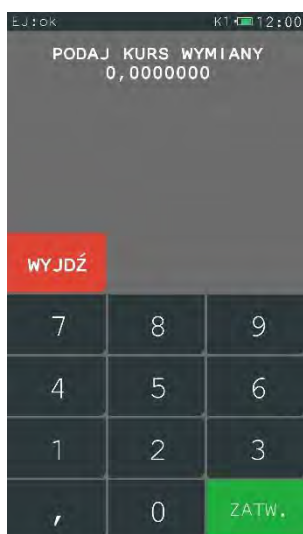 EJ:ok K1 12:00
PODAJ KURS WYMIANY
0,0000000
WYJDŹ
7 8 9
4 5 6
1 2 3
, 0 ZATW.